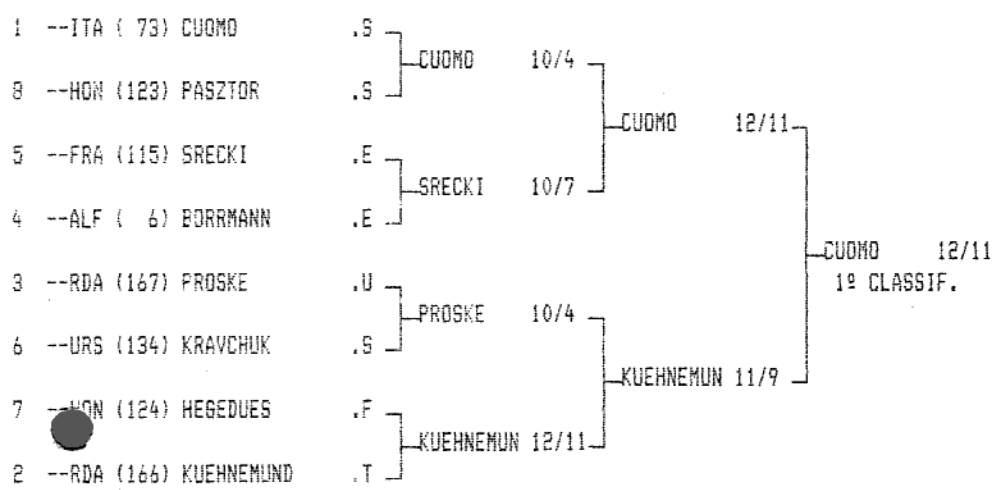 1 --ITA ( 73) CUOMO .S
CUOMO 10/4
8 --HON (123) PASZTOR .S
CUOMO 12/11
5 --FRA (115) SRECKI .E
SRECKI 10/7
4 --ALF ( 6) BORRMANN .E
CUOMO 12/11
1º CLASSIF.
3 --RDA (167) PROSKE .U
PROSKE 10/4
6 --URS (134) KRAVCHUK .S
KUEHNEMUN 11/9
7 --HON (124) HEGEDUES .F
KUEHNEMUN 12/11
2 --RDA (166) KUEHNEMUND .T